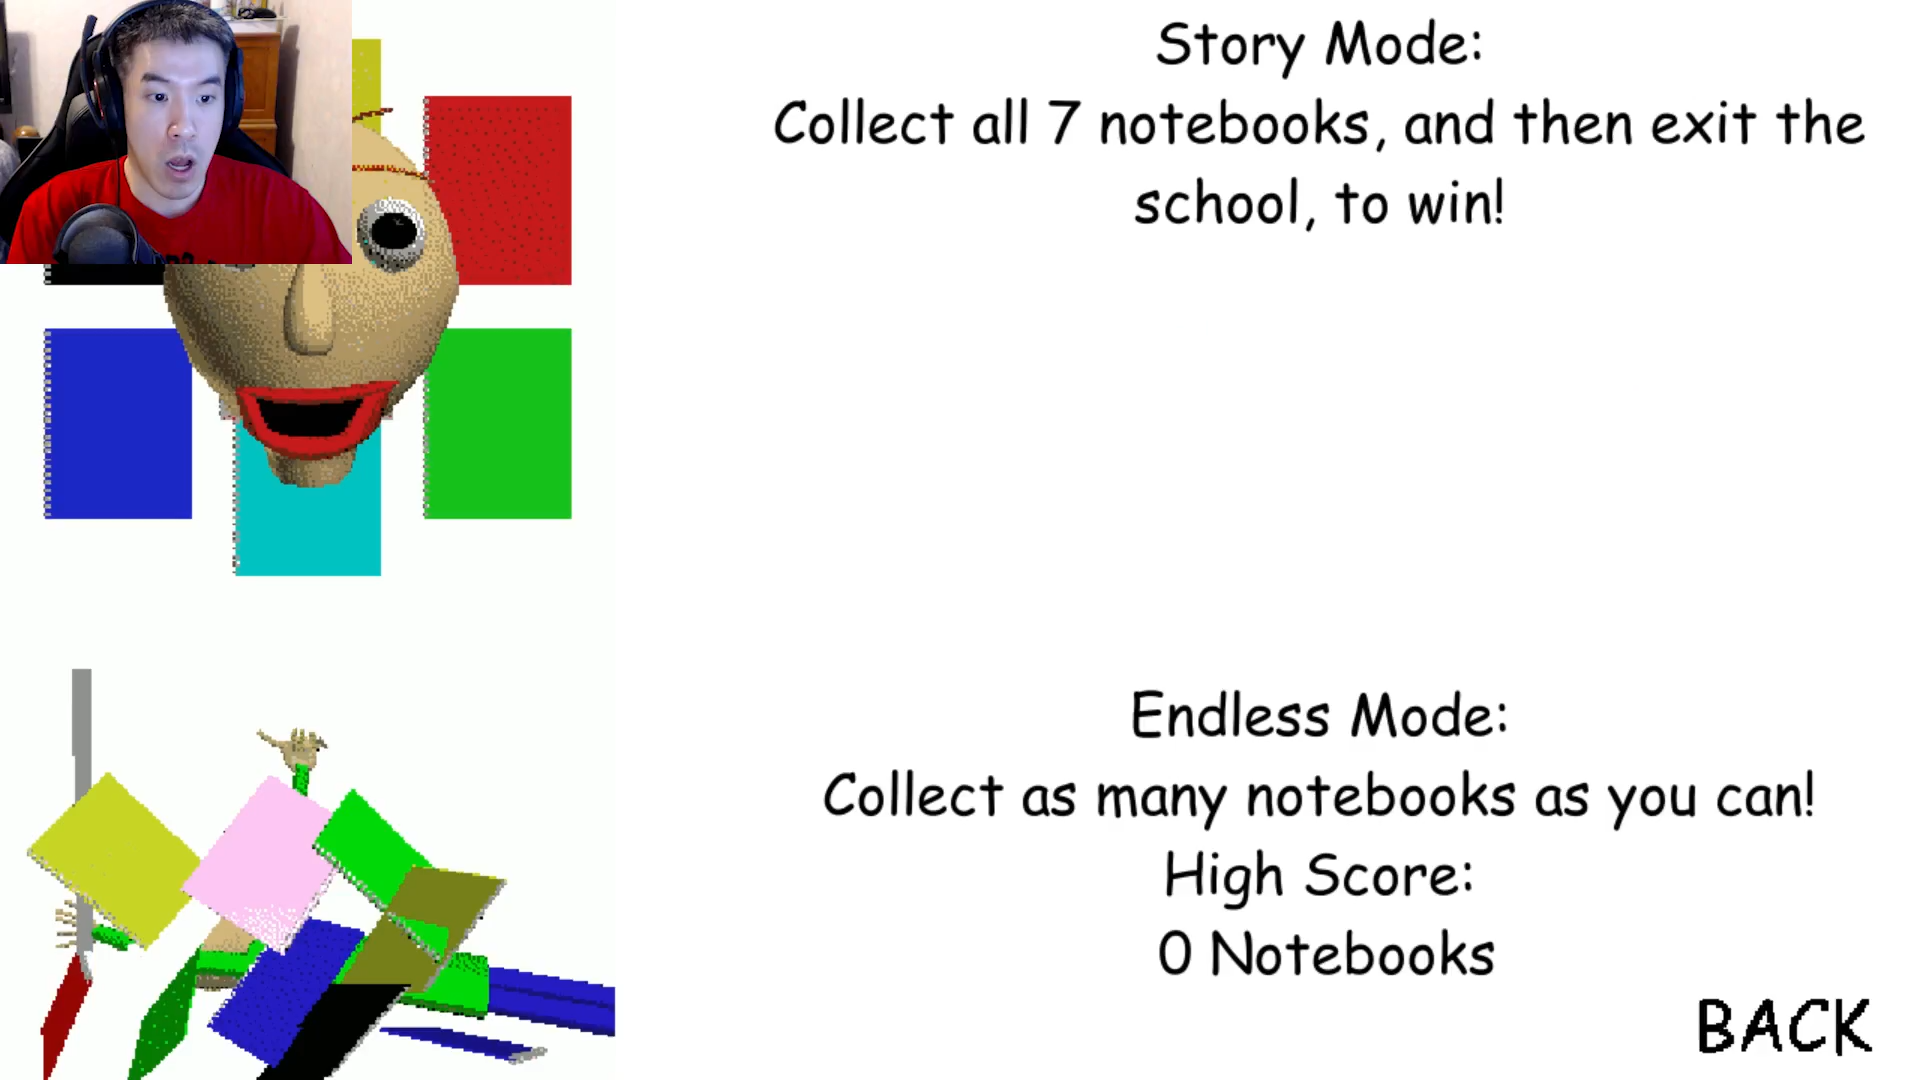 Story Mode:
Collect all 7 notebooks, and then exit the
school, to win!
Endless Mode:
Collect as many notebooks as you can!
High Score:
0 Notebooks
BACK